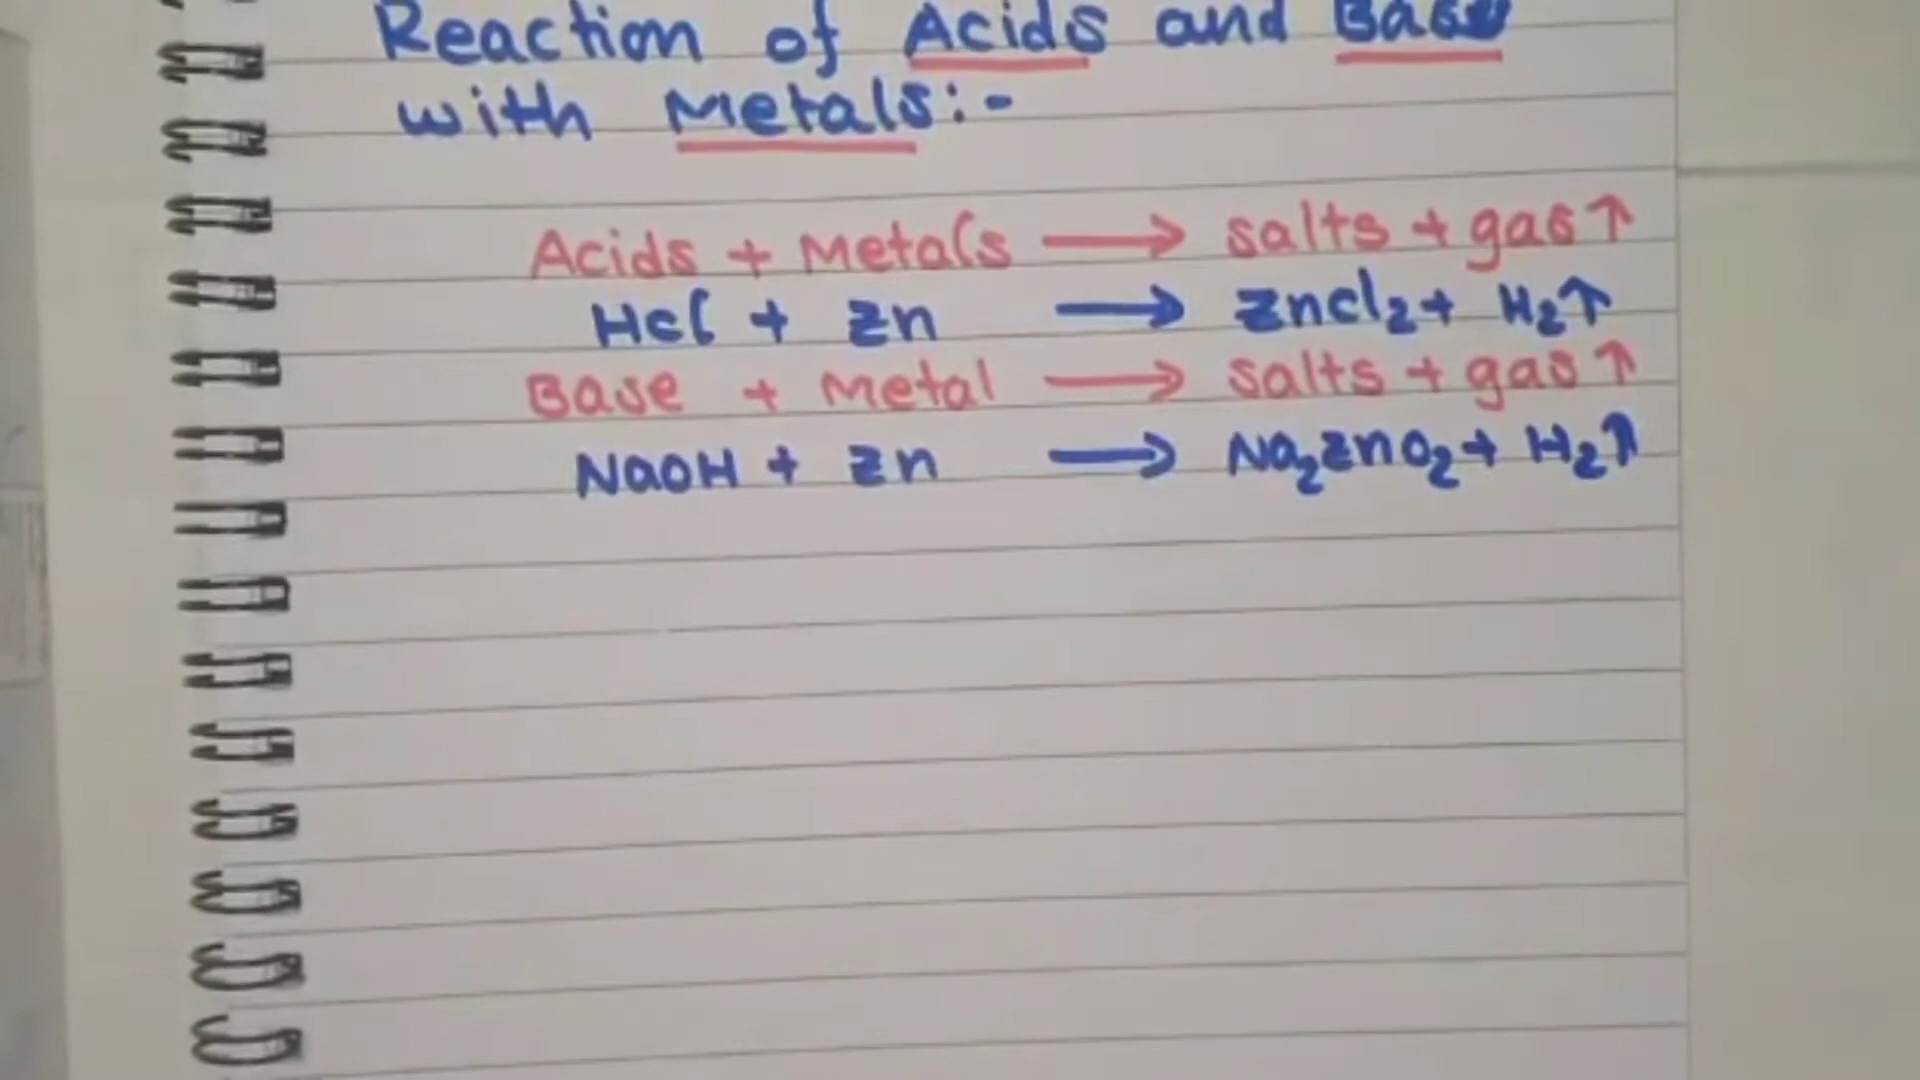 Reaction of Acids and Base
with Metals:-
Acids + Metals ⟶ salts + gas↑
HCl + Zn ⟶ ZnCl₂ + H₂↑
Base + Metal ⟶ salts + gas↑
NaOH + Zn ⟶ Na₂ZnO₂ + H₂↑